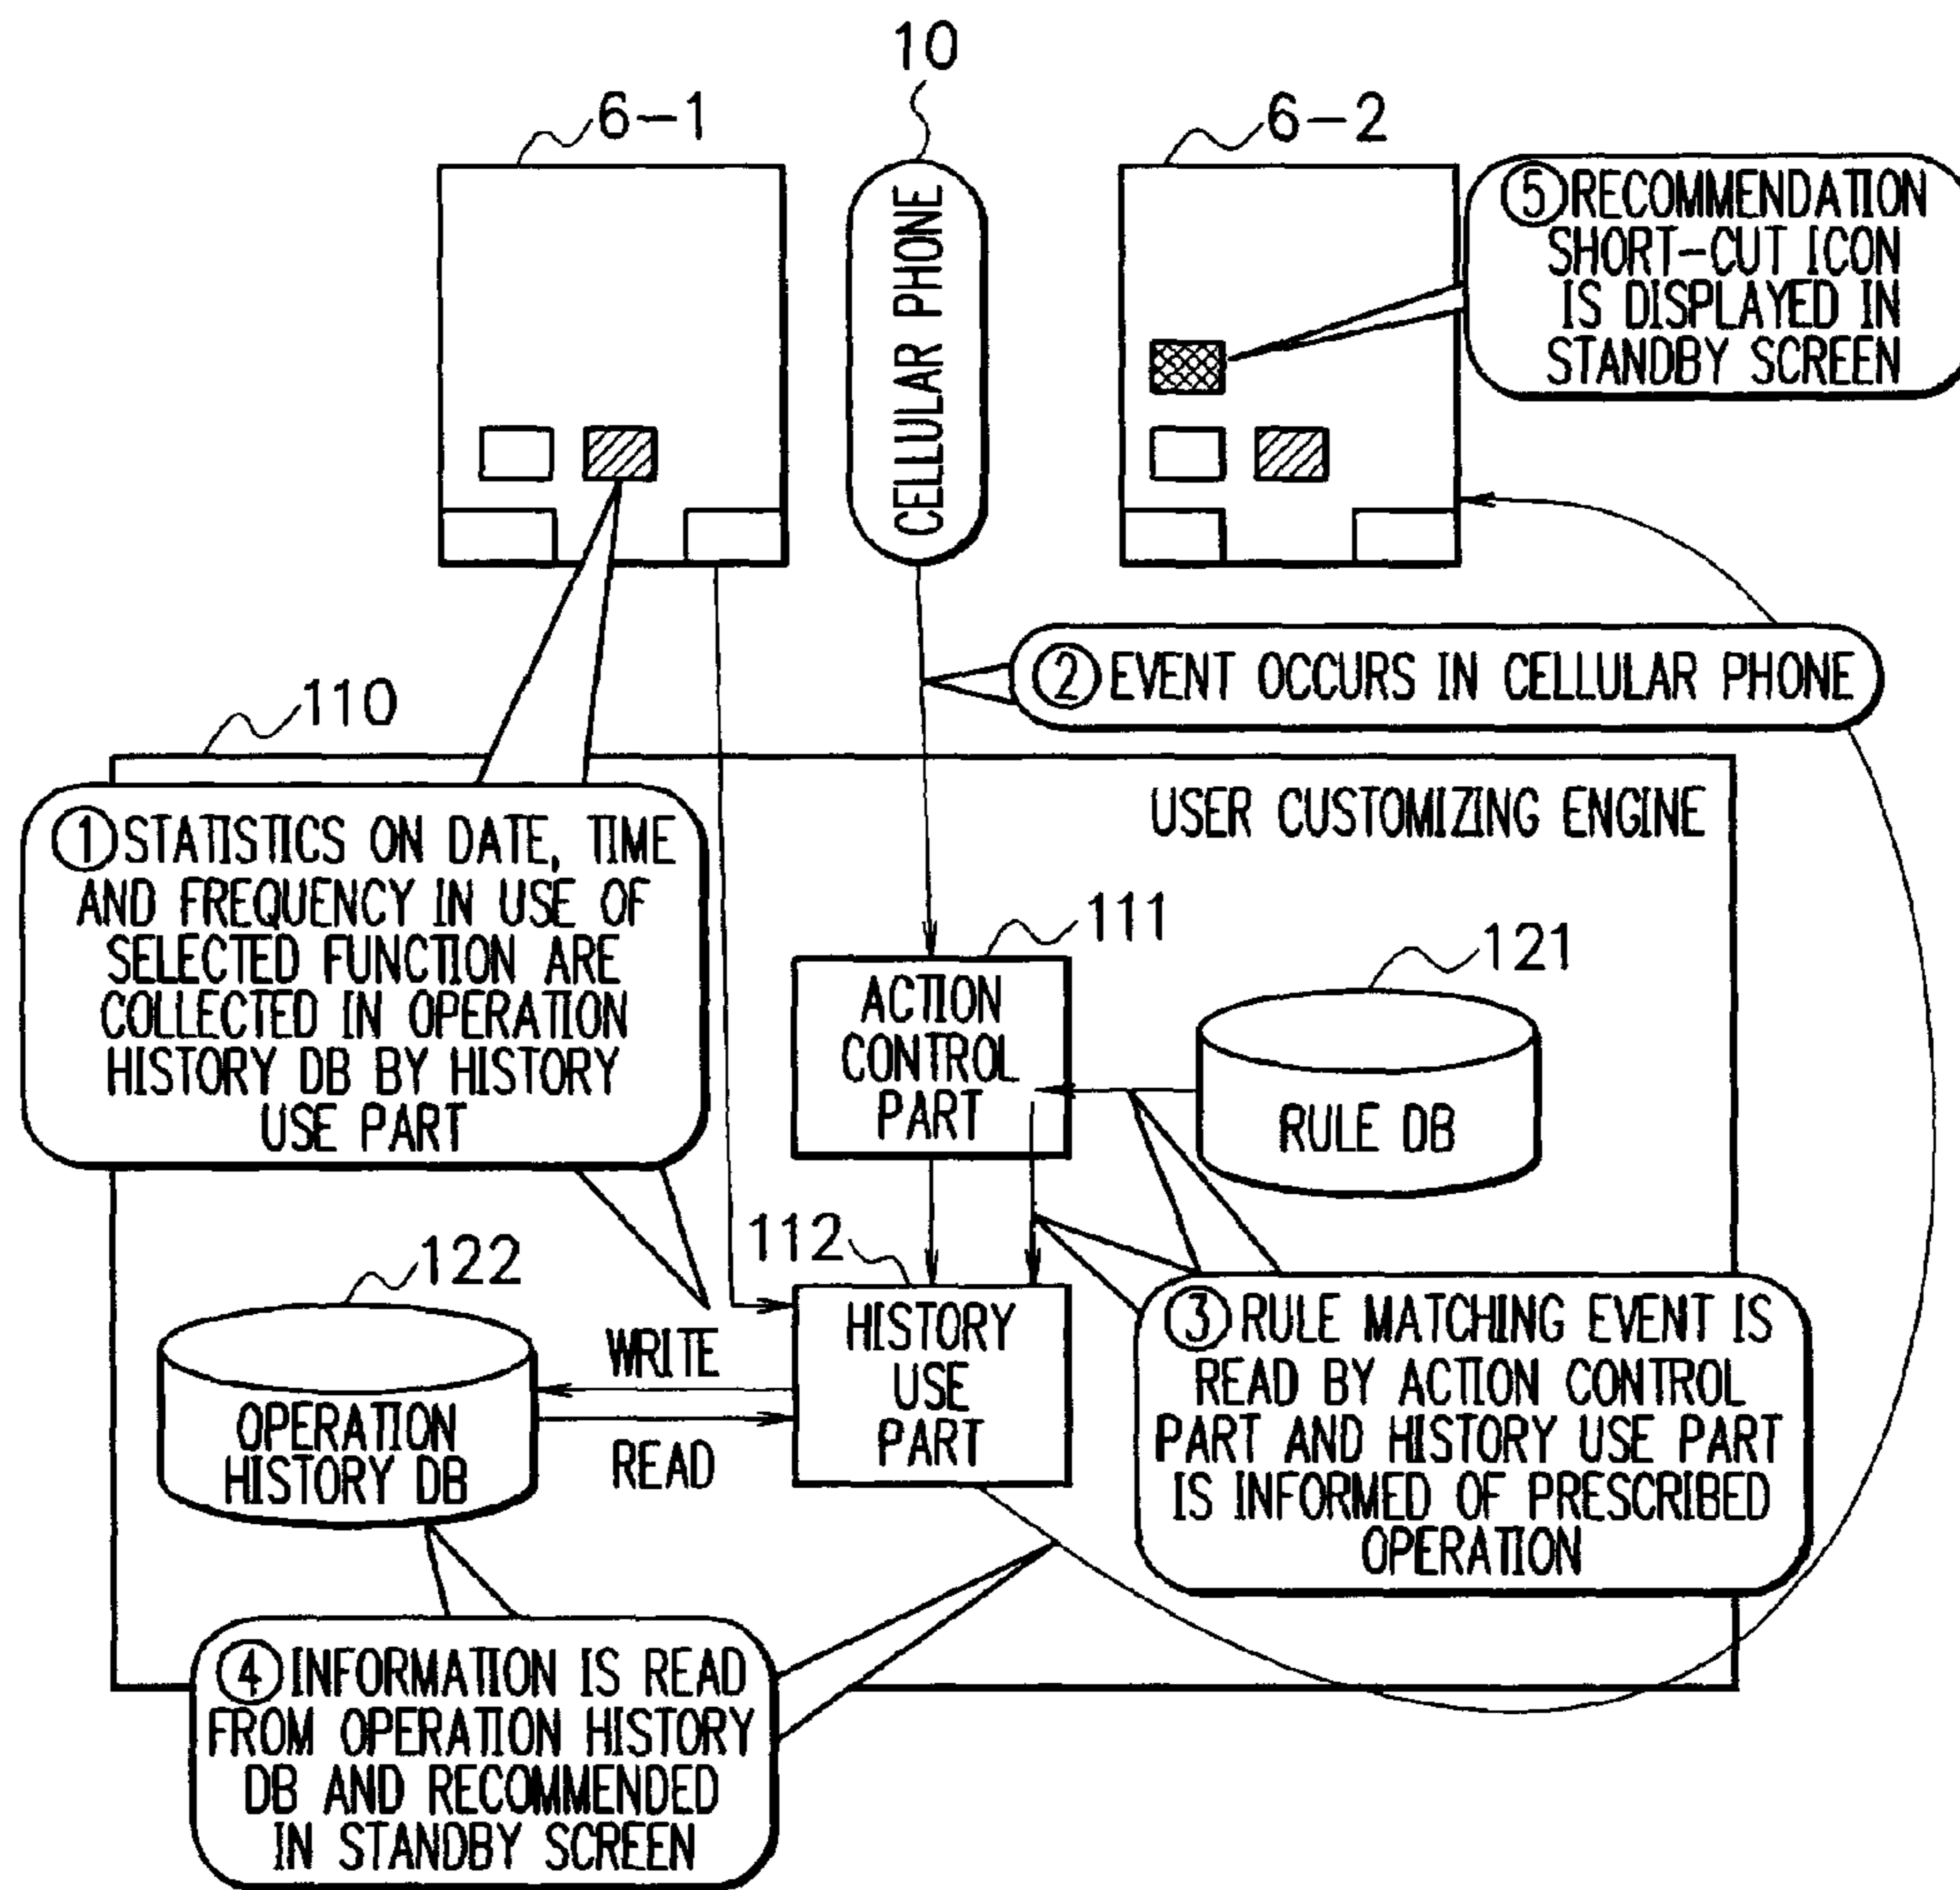 10
6-1
6-2
CELLULAR PHONE
⑤RECOMMENDATION
SHORT-CUT ICON
IS DISPLAYED IN
STANDBY SCREEN
②EVENT OCCURS IN CELLULAR PHONE
110
USER CUSTOMIZING ENGINE
①STATISTICS ON DATE, TIME
AND FREQUENCY IN USE OF
SELECTED FUNCTION ARE
COLLECTED IN OPERATION
HISTORY DB BY HISTORY
USE PART
111
ACTION
CONTROL
PART
121
RULE DB
112
HISTORY
USE
PART
122
OPERATION
HISTORY DB
WRITE
READ
③RULE MATCHING EVENT IS
READ BY ACTION CONTROL
PART AND HISTORY USE PART
IS INFORMED OF PRESCRIBED
OPERATION
④INFORMATION IS READ
FROM OPERATION HISTORY
DB AND RECOMMENDED
IN STANDBY SCREEN